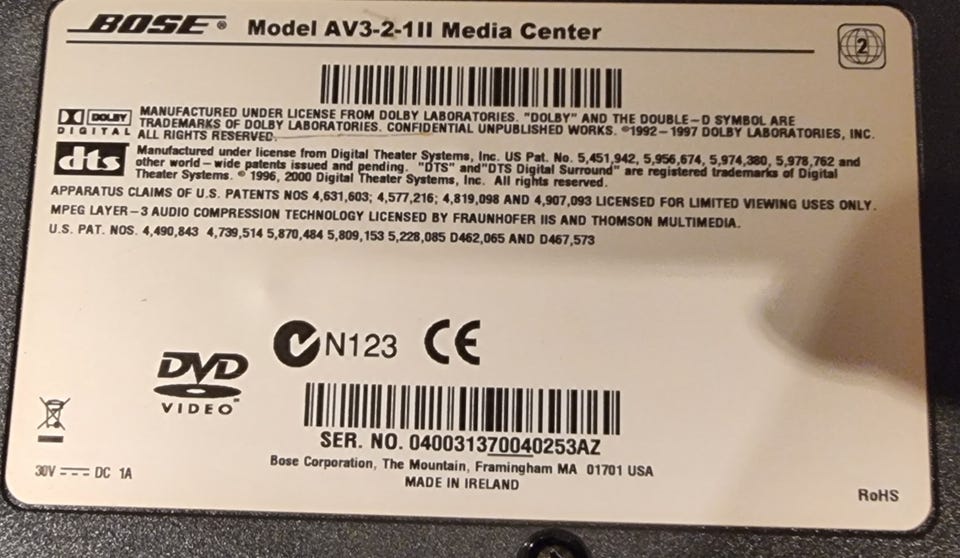 BOSE ® Model AV3-2-1II Media Center
2
DOLBY
DIGITAL
MANUFACTURED UNDER LICENSE FROM DOLBY LABORATORIES. "DOLBY" AND THE DOUBLE-D SYMBOL ARE
TRADEMARKS OF DOLBY LABORATORIES. CONFIDENTIAL UNPUBLISHED WORKS. ©1992-1997 DOLBY LABORATORIES, INC.
ALL RIGHTS RESERVED.
dts
Manufactured under license from Digital Theater Systems, Inc. US Pat. No. 5,451,942, 5,956,674, 5,974,380, 5,978,762 and
other world-wide patents issued and pending. "DTS" and "DTS Digital Surround" are registered trademarks of Digital
Theater Systems. © 1996, 2000 Digital Theater Systems, Inc. All rights reserved.
APPARATUS CLAIMS OF U.S. PATENTS NOS 4,631,603; 4,577,216; 4,819,098 AND 4,907,093 LICENSED FOR LIMITED VIEWING USES ONLY.
MPEG LAYER-3 AUDIO COMPRESSION TECHNOLOGY LICENSED BY FRAUNHOFER IIS AND THOMSON MULTIMEDIA.
U.S. PAT. NOS. 4,490,843 4,739,514 5,870,484 5,809,153 5,228,085 D462,065 AND D467,573
N123 CE
DVD
VIDEO™
SER. NO. 040031370040253AZ
Bose Corporation, The Mountain, Framingham MA 01701 USA
MADE IN IRELAND
30V DC 1A
RoHS